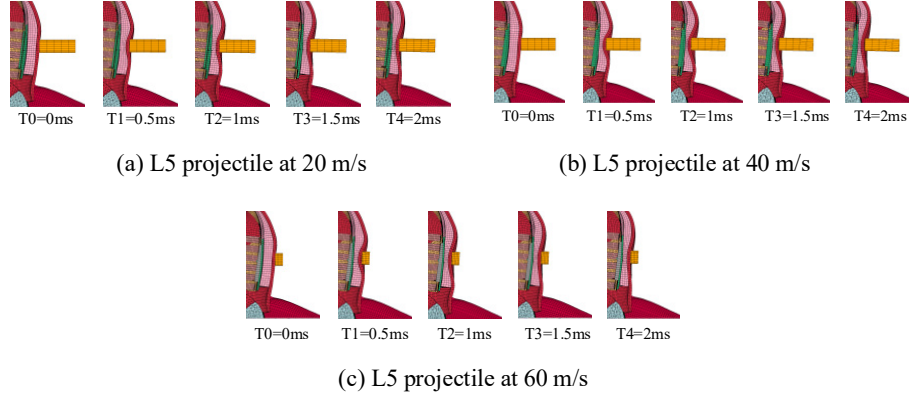 T0=0ms T1=0.5ms T2=1ms T3=1.5ms T4=2ms T0=0ms T1=0.5ms T2=1ms T3=1.5ms T4=2ms
(a) L5 projectile at 20 m/s (b) L5 projectile at 40 m/s
T0=0ms T1=0.5ms T2=1ms T3=1.5ms T4=2ms
(c) L5 projectile at 60 m/s